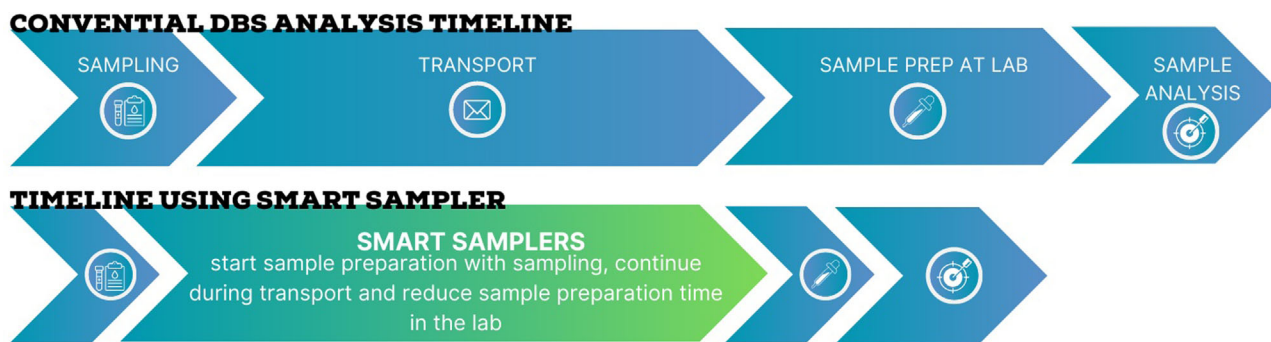 CONVENTIAL DBS ANALYSIS TIMELINE
SAMPLING
TRANSPORT
SAMPLE PREP AT LAB
SAMPLE
ANALYSIS
TIMELINE USING SMART SAMPLER
SMART SAMPLERS
start sample preparation with sampling, continue
during transport and reduce sample preparation time
in the lab